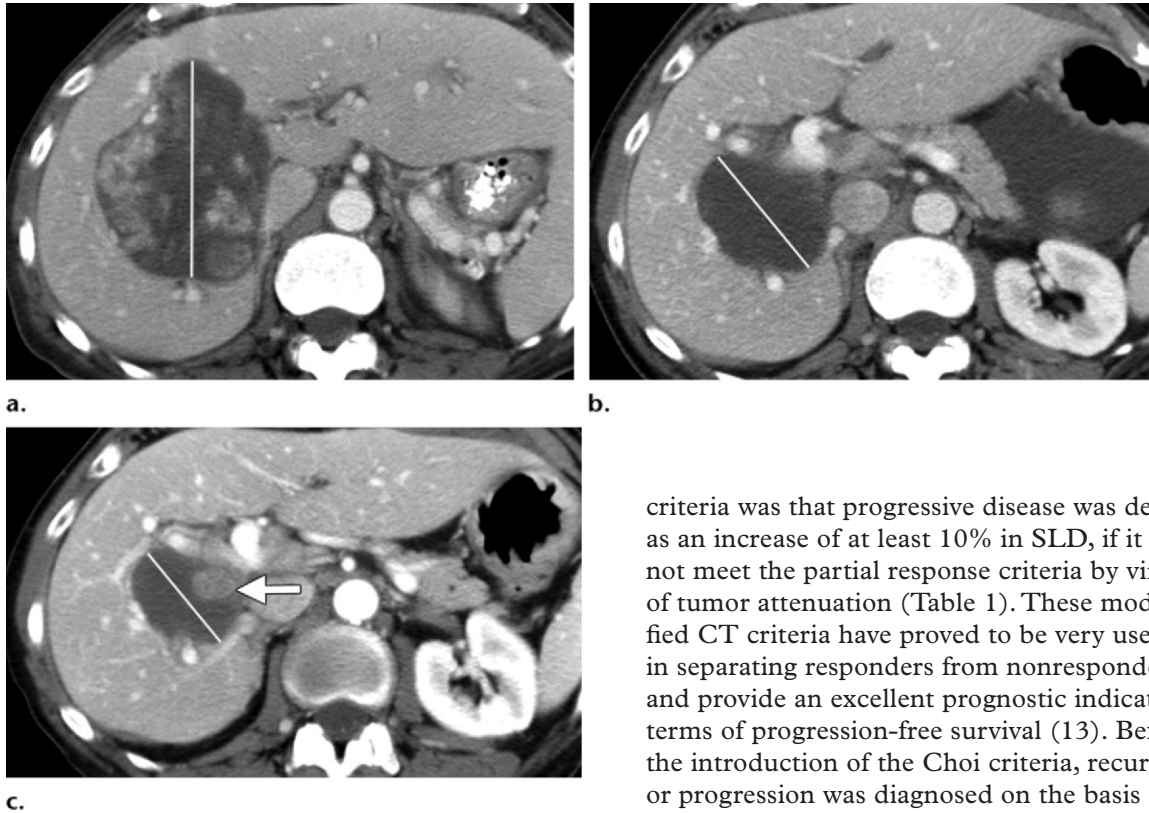 a.
b.
c.
criteria was that progressive disease was de
as an increase of at least 10% in SLD, if it
not meet the partial response criteria by vir
of tumor attenuation (Table 1). These mod
fied CT criteria have proved to be very use
in separating responders from nonresponde
and provide an excellent prognostic indicat
terms of progression-free survival (13). Bef
the introduction of the Choi criteria, recur
or progression was diagnosed on the basis